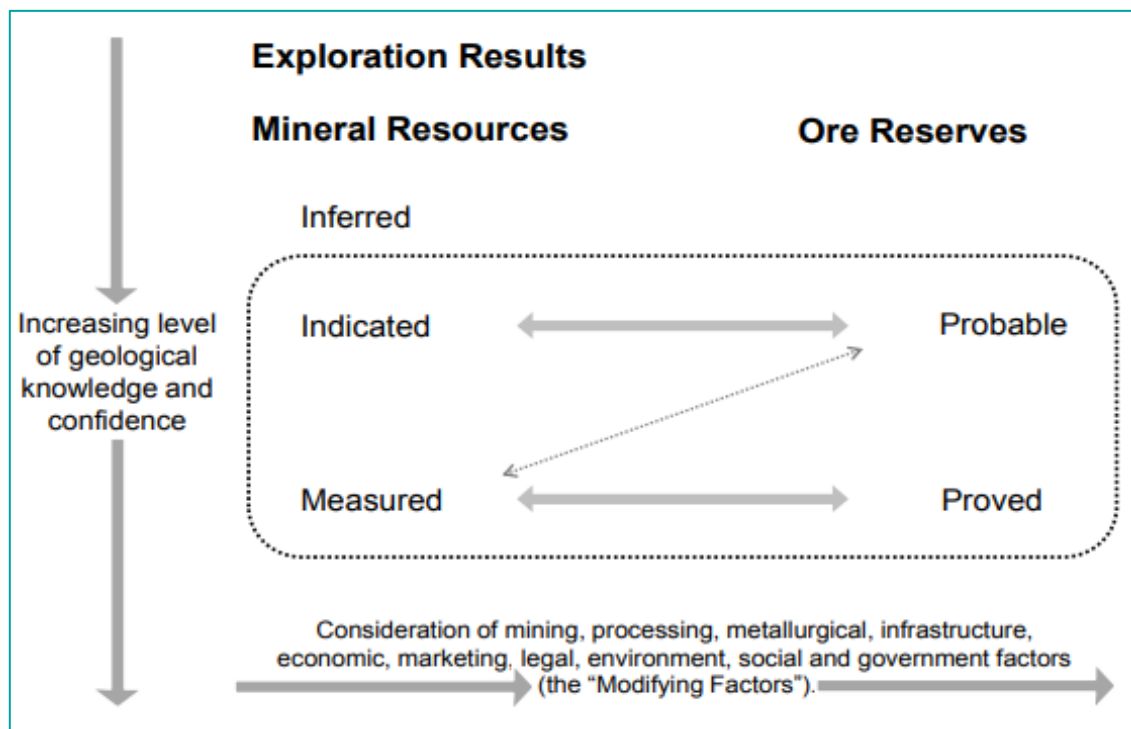 Exploration Results
Mineral Resources
Ore Reserves
Inferred
Increasing level
of geological
knowledge and
confidence
Indicated
Probable
Measured
Proved
Consideration of mining, processing, metallurgical, infrastructure,
economic, marketing, legal, environment, social and government factors
(the “Modifying Factors”).